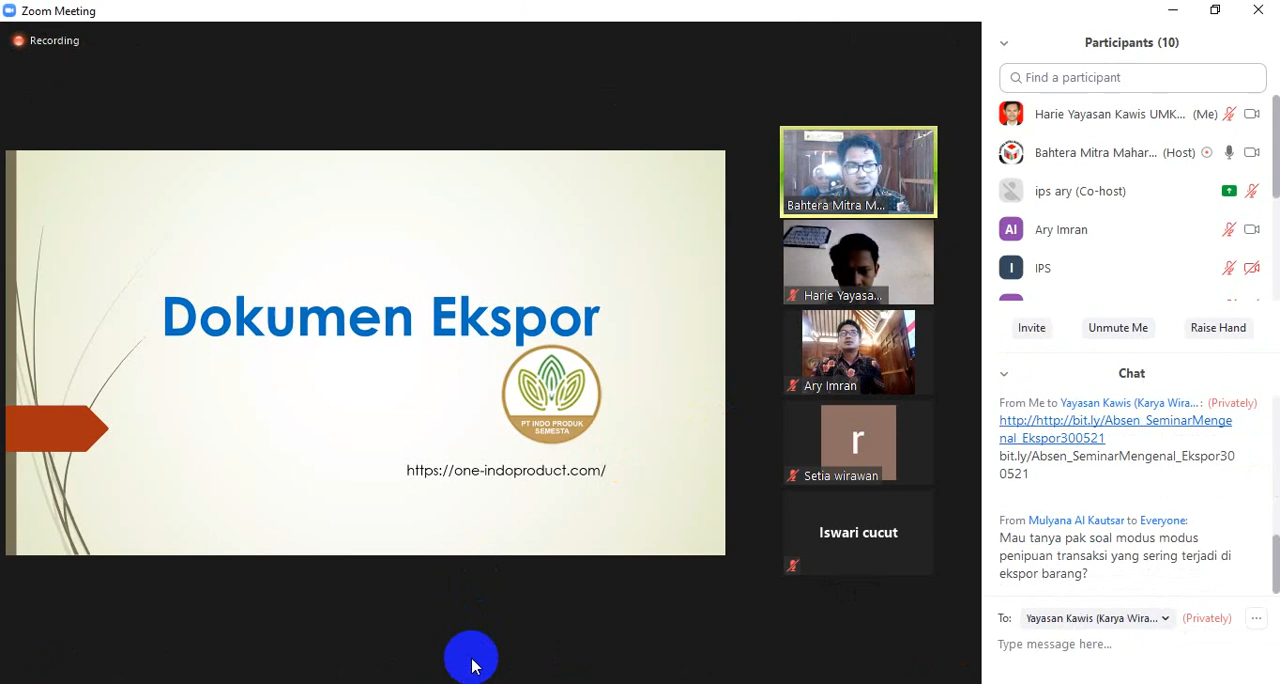 Zoom Meeting
Recording
Dokumen Ekspor
PT INDO PRODUK
SEMESTA
https://one-indoproduct.com/
Bahtera Mitra M...
Harie Yayasa...
Ary Imran
r
Setia wirawan
Iswari cucut
Participants (10)
Find a participant
Harie Yayasan Kawis UMK... (Me)
Bahtera Mitra Mahar... (Host)
ips ary (Co-host)
AI Ary Imran
I IPS
Invite Unmute Me Raise Hand
Chat
From Me to Yayasan Kawis (Karya Wira... : (Privately)
http://http://bit.ly/Absen_SeminarMenge
nal_Ekspor300521
bit.ly/Absen_SeminarMengenal_Ekspor30
0521
From Mulyana Al Kautsar to Everyone:
Mau tanya pak soal modus modus
penipuan transaksi yang sering terjadi di
ekspor barang?
To: Yayasan Kawis (Karya Wira... (Privately) ...
Type message here...